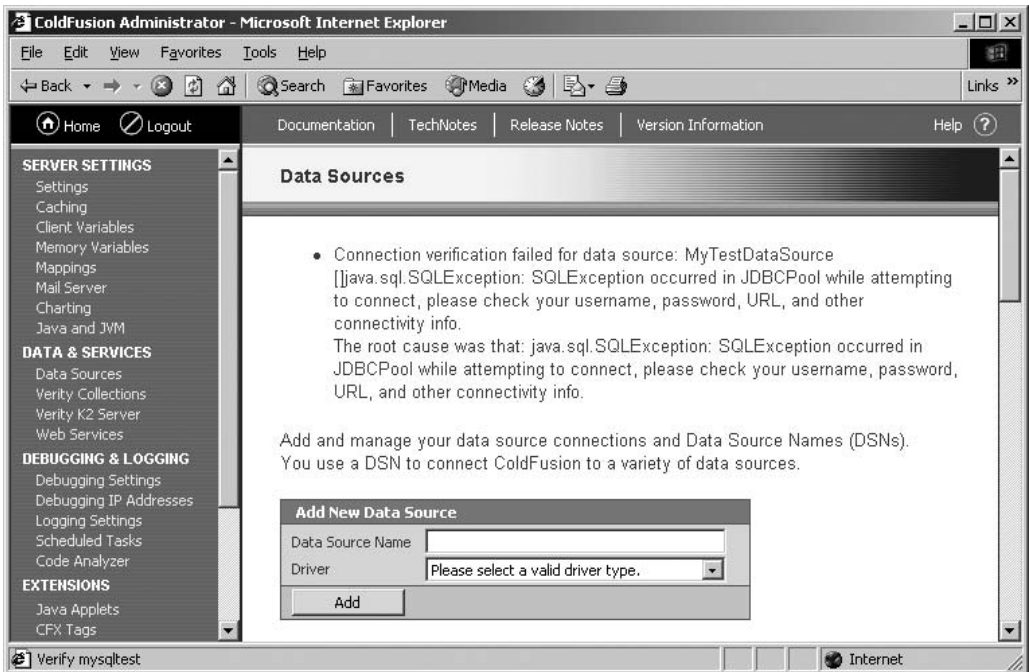 ColdFusion Administrator - Microsoft Internet Explorer
File Edit View Favorites Tools Help
Back Search Favorites Media Links »
Home Logout Documentation TechNotes Release Notes Version Information Help ?
SERVER SETTINGS
Settings
Caching
Client Variables
Memory Variables
Mappings
Mail Server
Charting
Java and JVM
DATA & SERVICES
Data Sources
Verity Collections
Verity K2 Server
Web Services
DEBUGGING & LOGGING
Debugging Settings
Debugging IP Addresses
Logging Settings
Scheduled Tasks
Code Analyzer
EXTENSIONS
Java Applets
CFX Tags
Data Sources
• Connection verification failed for data source: MyTestDataSource
[]java.sql.SQLException: SQLException occurred in JDBCPool while attempting
to connect, please check your username, password, URL, and other
connectivity info.
The root cause was that: java.sql.SQLException: SQLException occurred in
JDBCPool while attempting to connect, please check your username, password,
URL, and other connectivity info.
Add and manage your data source connections and Data Source Names (DSNs).
You use a DSN to connect ColdFusion to a variety of data sources.
Add New Data Source
Data Source Name
Driver Please select a valid driver type.
Add
Verify mysqltest Internet